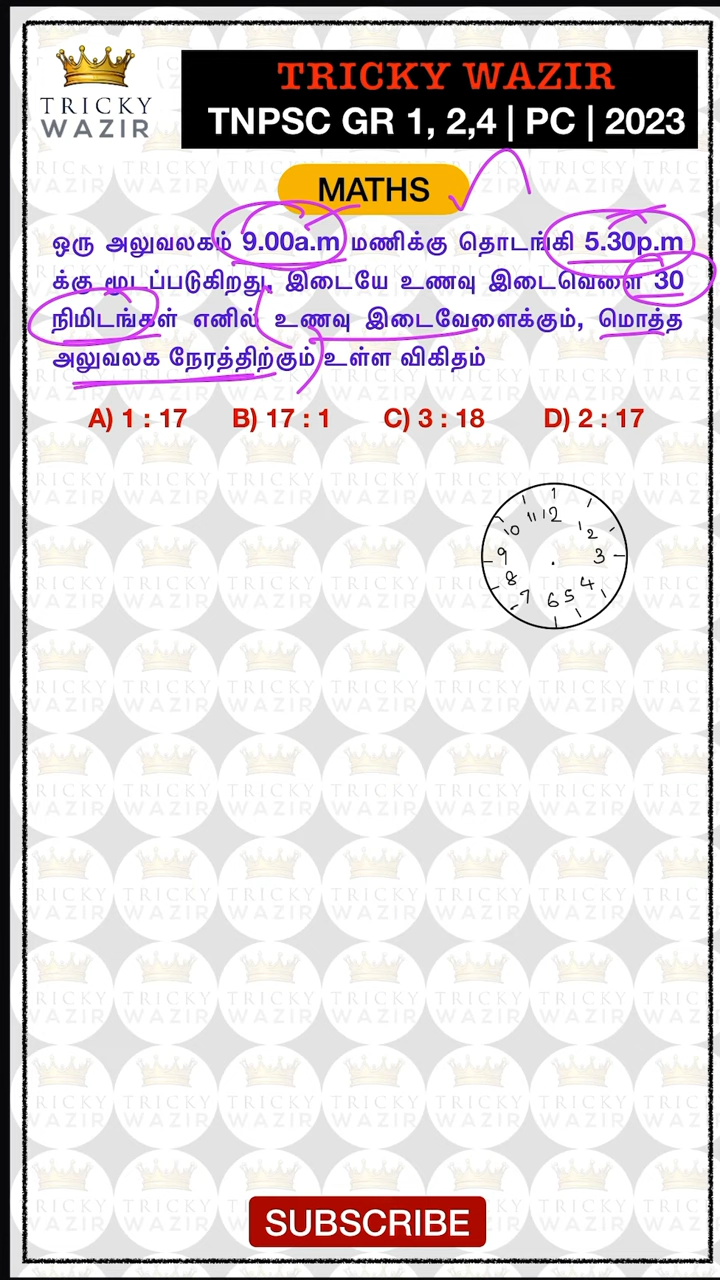 TRICKY WAZIR
TRICKY
WAZIR
TNPSC GR 1, 2,4 | PC | 2023
MATHS
ஒரு அலுவலகம் 9.00a.m மணிக்கு தொடங்கி 5.30p.m
க்கு மூடப்படுகிறது, இடையே உணவு இடைவெளை 30
நிமிடங்கள் எனில் உணவு இடைவேளைக்கும், மொத்த
அலுவலக நேரத்திற்கும் உள்ள விகிதம்
A) 1 : 17 B) 17 : 1 C) 3 : 18 D) 2 : 17
11 12 1
10 2
9 3
8 4
7 6 5
SUBSCRIBE